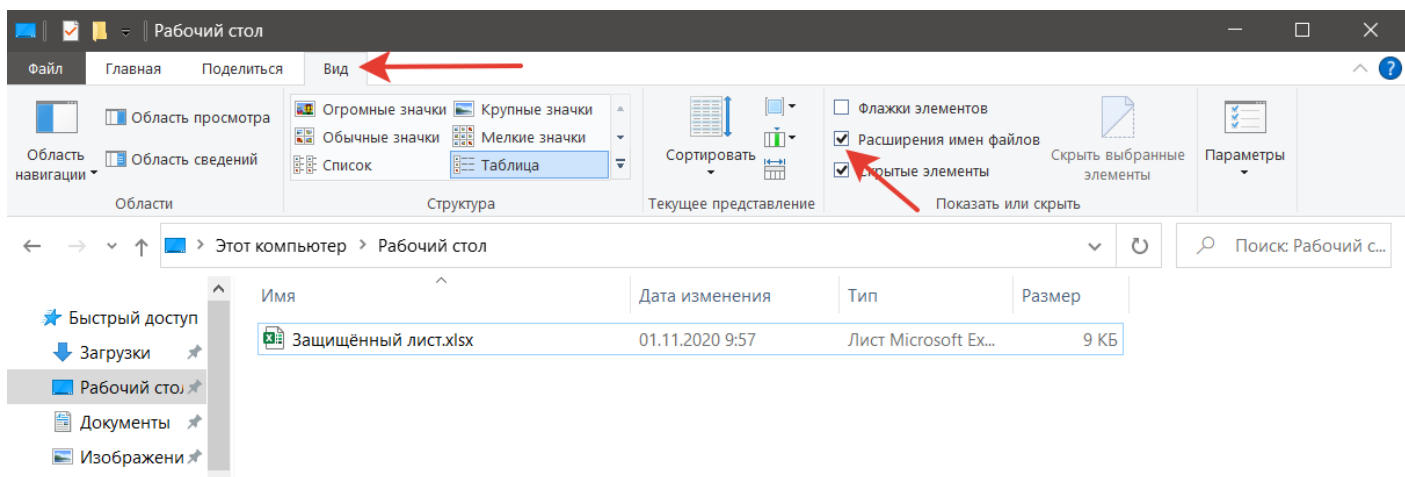 Рабочий стол
Файл Главная Поделиться Вид
Область навигации
Область просмотра
Область сведений
Области
Огромные значки Крупные значки
Обычные значки Мелкие значки
Список Таблица
Структура
Сортировать
Текущее представление
Флажки элементов
Расширения имен файлов
Скрытые элементы
Скрыть выбранные
элементы
Показать или скрыть
Параметры
Этот компьютер > Рабочий стол
Поиск: Рабочий с...
Имя Дата изменения Тип Размер
Защищённый лист.xlsx 01.11.2020 9:57 Лист Microsoft Ex... 9 КБ
Быстрый доступ
Загрузки
Рабочий стол
Документы
Изображени